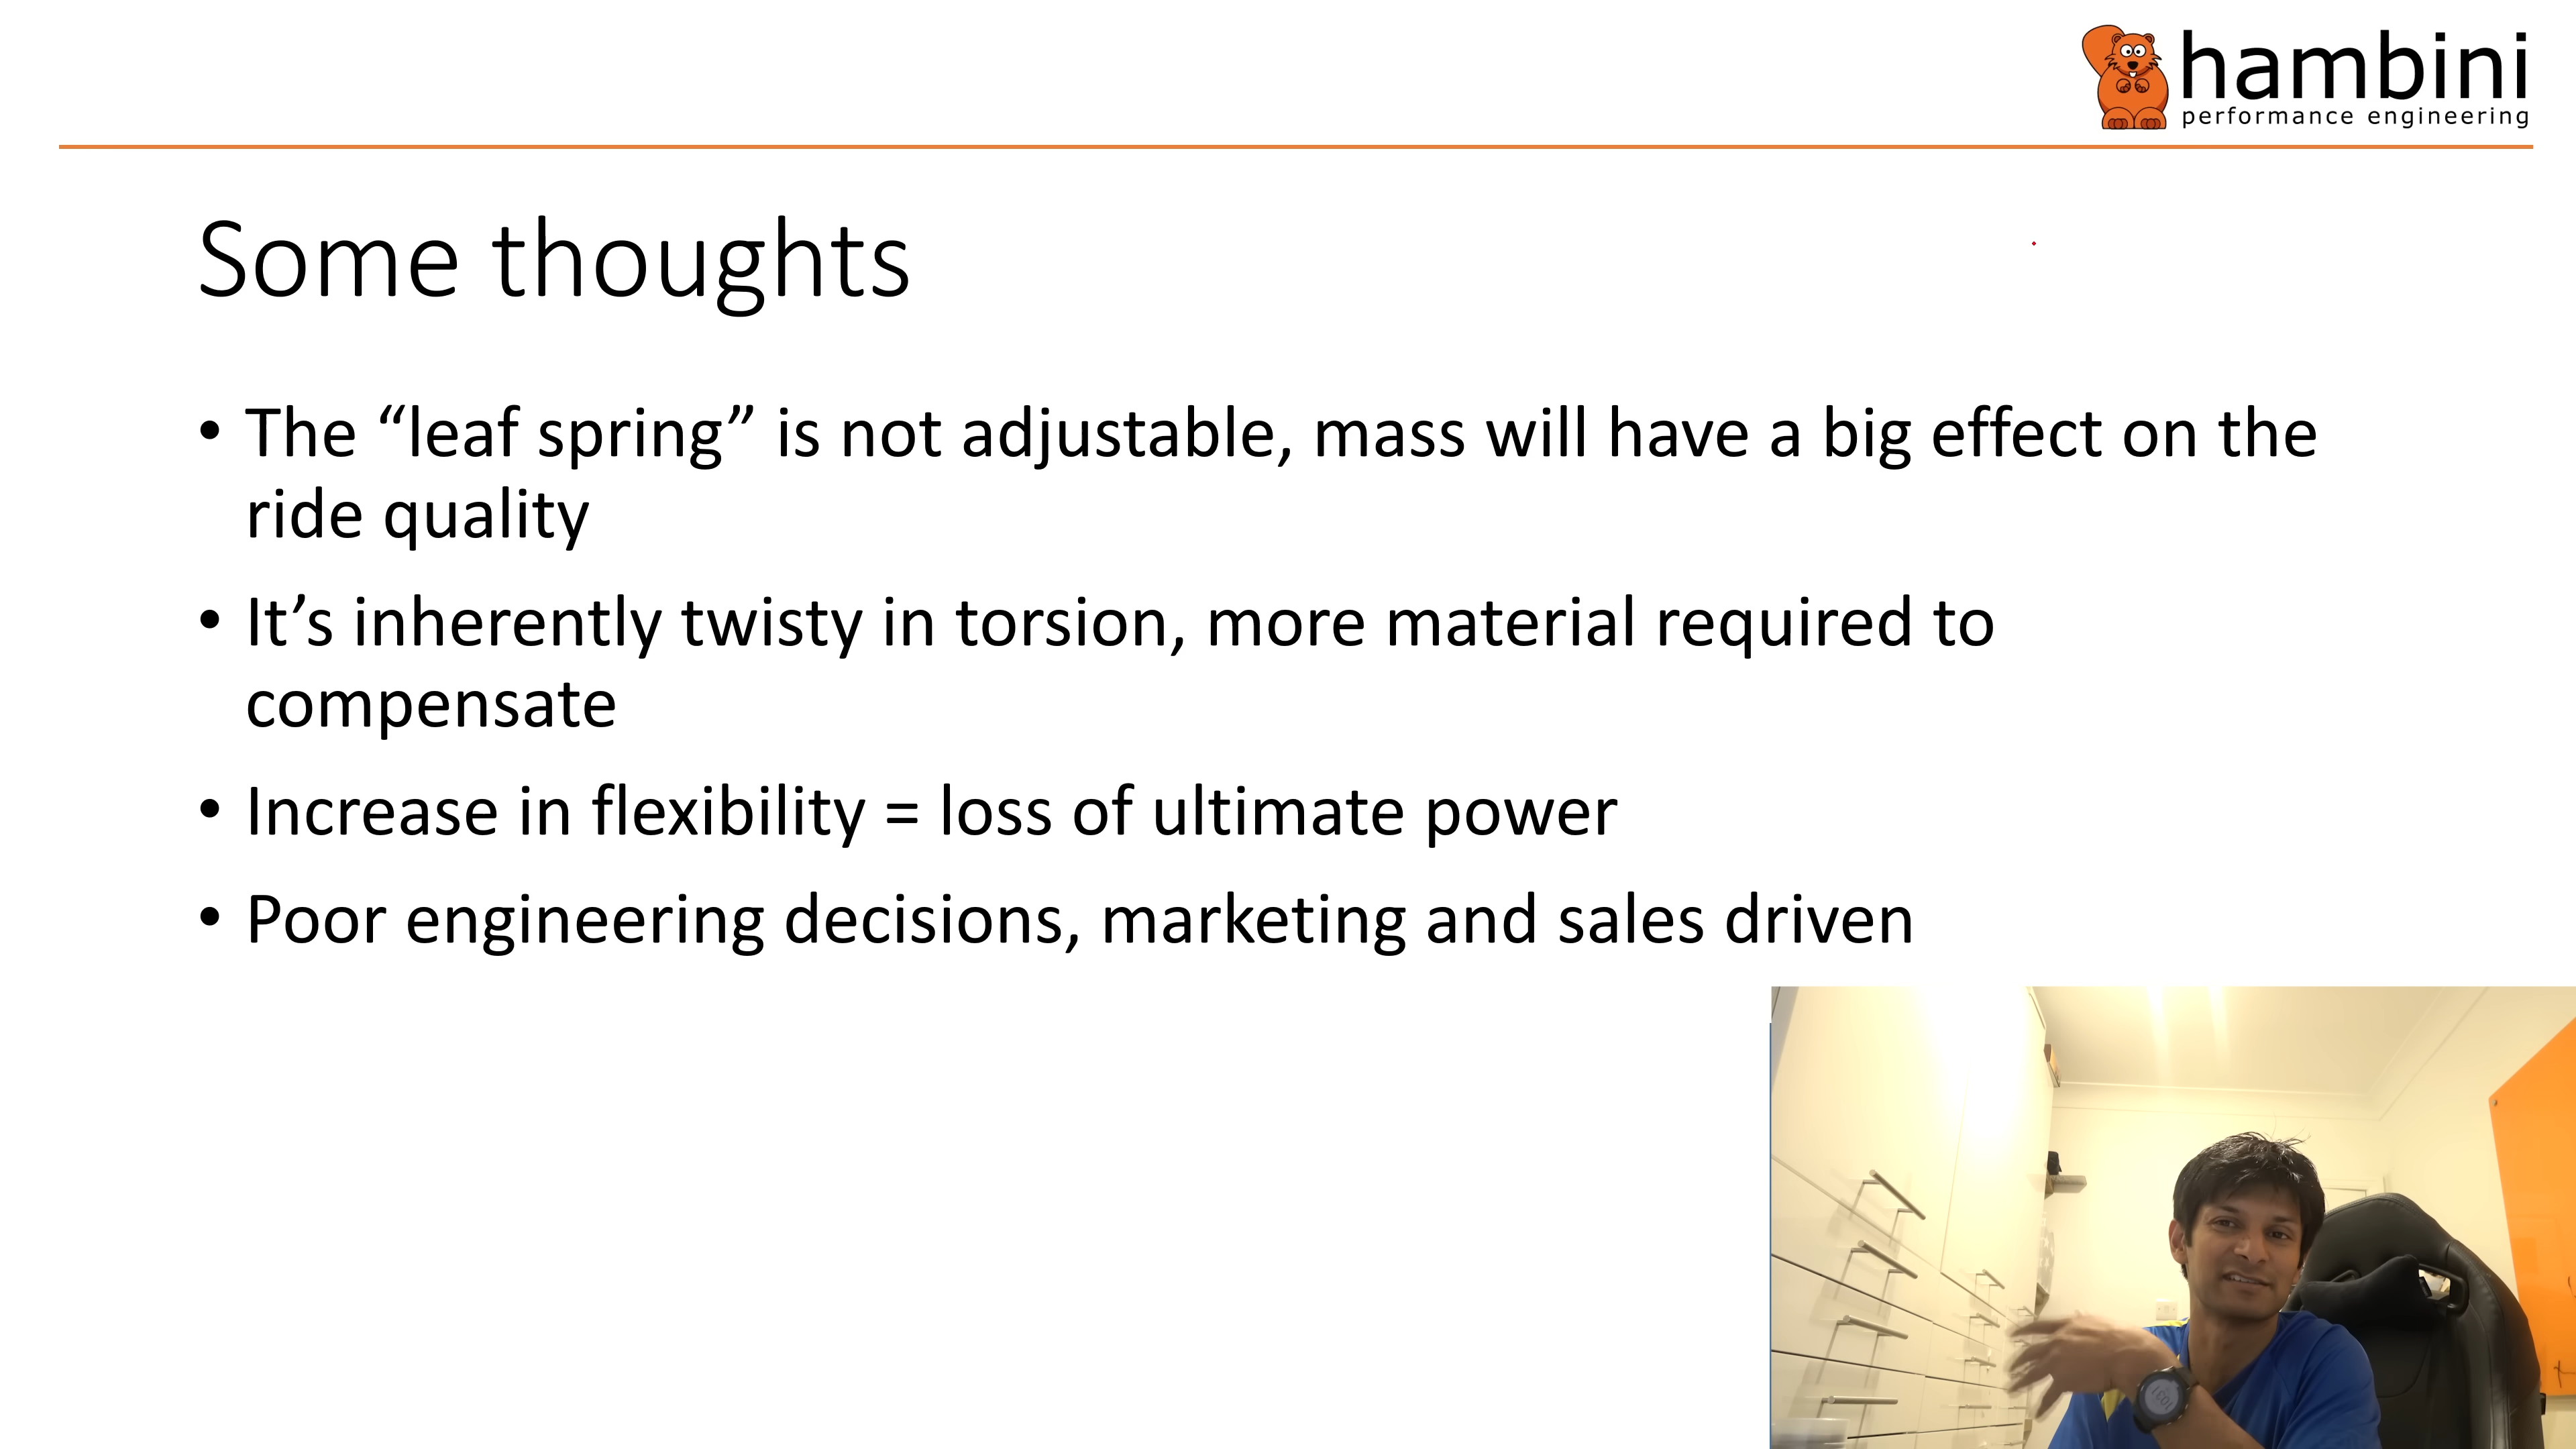 hambini
performance engineering
Some thoughts
• The “leaf spring” is not adjustable, mass will have a big effect on the
ride quality
• It’s inherently twisty in torsion, more material required to
compensate
• Increase in flexibility = loss of ultimate power
• Poor engineering decisions, marketing and sales driven